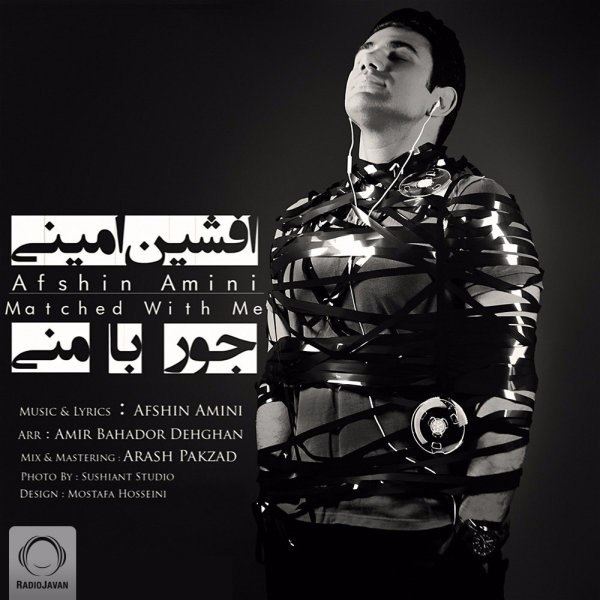 افشین امینی
Afshin Amini
Matched With Me
جور با منی
Music & Lyrics : Afshin Amini
Arr : Amir Bahador Dehghan
Mix & Mastering : Arash Pakzad
Photo By : Sushiant Studio
Design : Mostafa Hosseini
RadioJavan